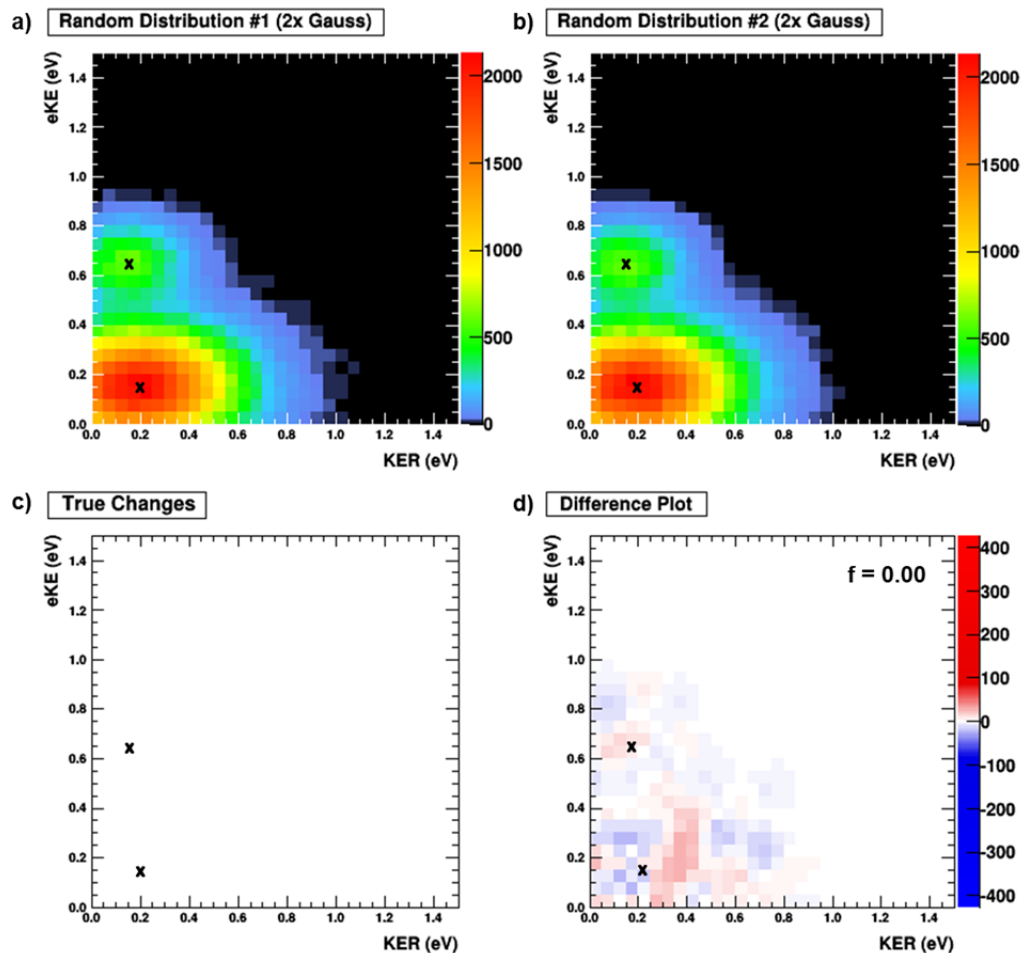 a) Random Distribution #1 (2x Gauss)
b) Random Distribution #2 (2x Gauss)
eKE (eV)
1.4
1.2
1.0
0.8
0.6
0.4
0.2
0.0
x
x
0.0 0.2 0.4 0.6 0.8 1.0 1.2 1.4
KER (eV)
2000
1500
1000
500
0
eKE (eV)
1.4
1.2
1.0
0.8
0.6
0.4
0.2
0.0
x
x
0.0 0.2 0.4 0.6 0.8 1.0 1.2 1.4
KER (eV)
2000
1500
1000
500
0
c) True Changes
d) Difference Plot
eKE (eV)
1.4
1.2
1.0
0.8
0.6
0.4
0.2
0.0
x
x
0.0 0.2 0.4 0.6 0.8 1.0 1.2 1.4
KER (eV)
eKE (eV)
1.4
1.2
1.0
0.8
0.6
0.4
0.2
0.0
f = 0.00
x
x
0.0 0.2 0.4 0.6 0.8 1.0 1.2 1.4
KER (eV)
400
300
200
100
0
-100
-200
-300
-400